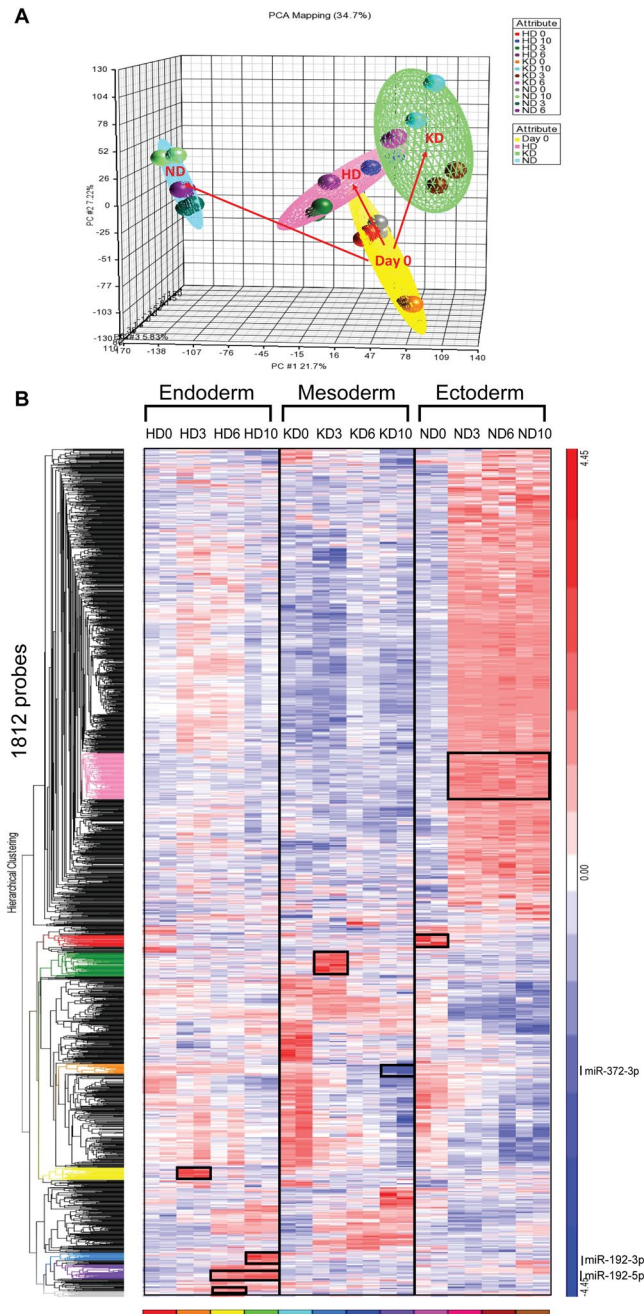 A
PCA Mapping (34.7%)
Attribute
HD 0
HD 10
HD 3
HD 6
KD 0
KD 10
KD 3
KD 6
ND 0
ND 10
ND 3
ND 6
Attribute
Day 0
HD
KD
ND
130
104
78
52
26
0
-25
-51
-77
-103
-130
PC #2 7.22%
ND
HD
KD
Day 0
-170 -138 -107 -76 -45 -15 16 47 78 109 140
PC #3 5.83%
PC #1 21.7%
B
Endoderm Mesoderm Ectoderm
HD0 HD3 HD6 HD10 KD0 KD3 KD6 KD10 ND0 ND3 ND6 ND10
1812 probes
Hierarchical Clustering
4.45
0.00
-4.45
miR-372-3p
miR-192-3p
miR-192-5p